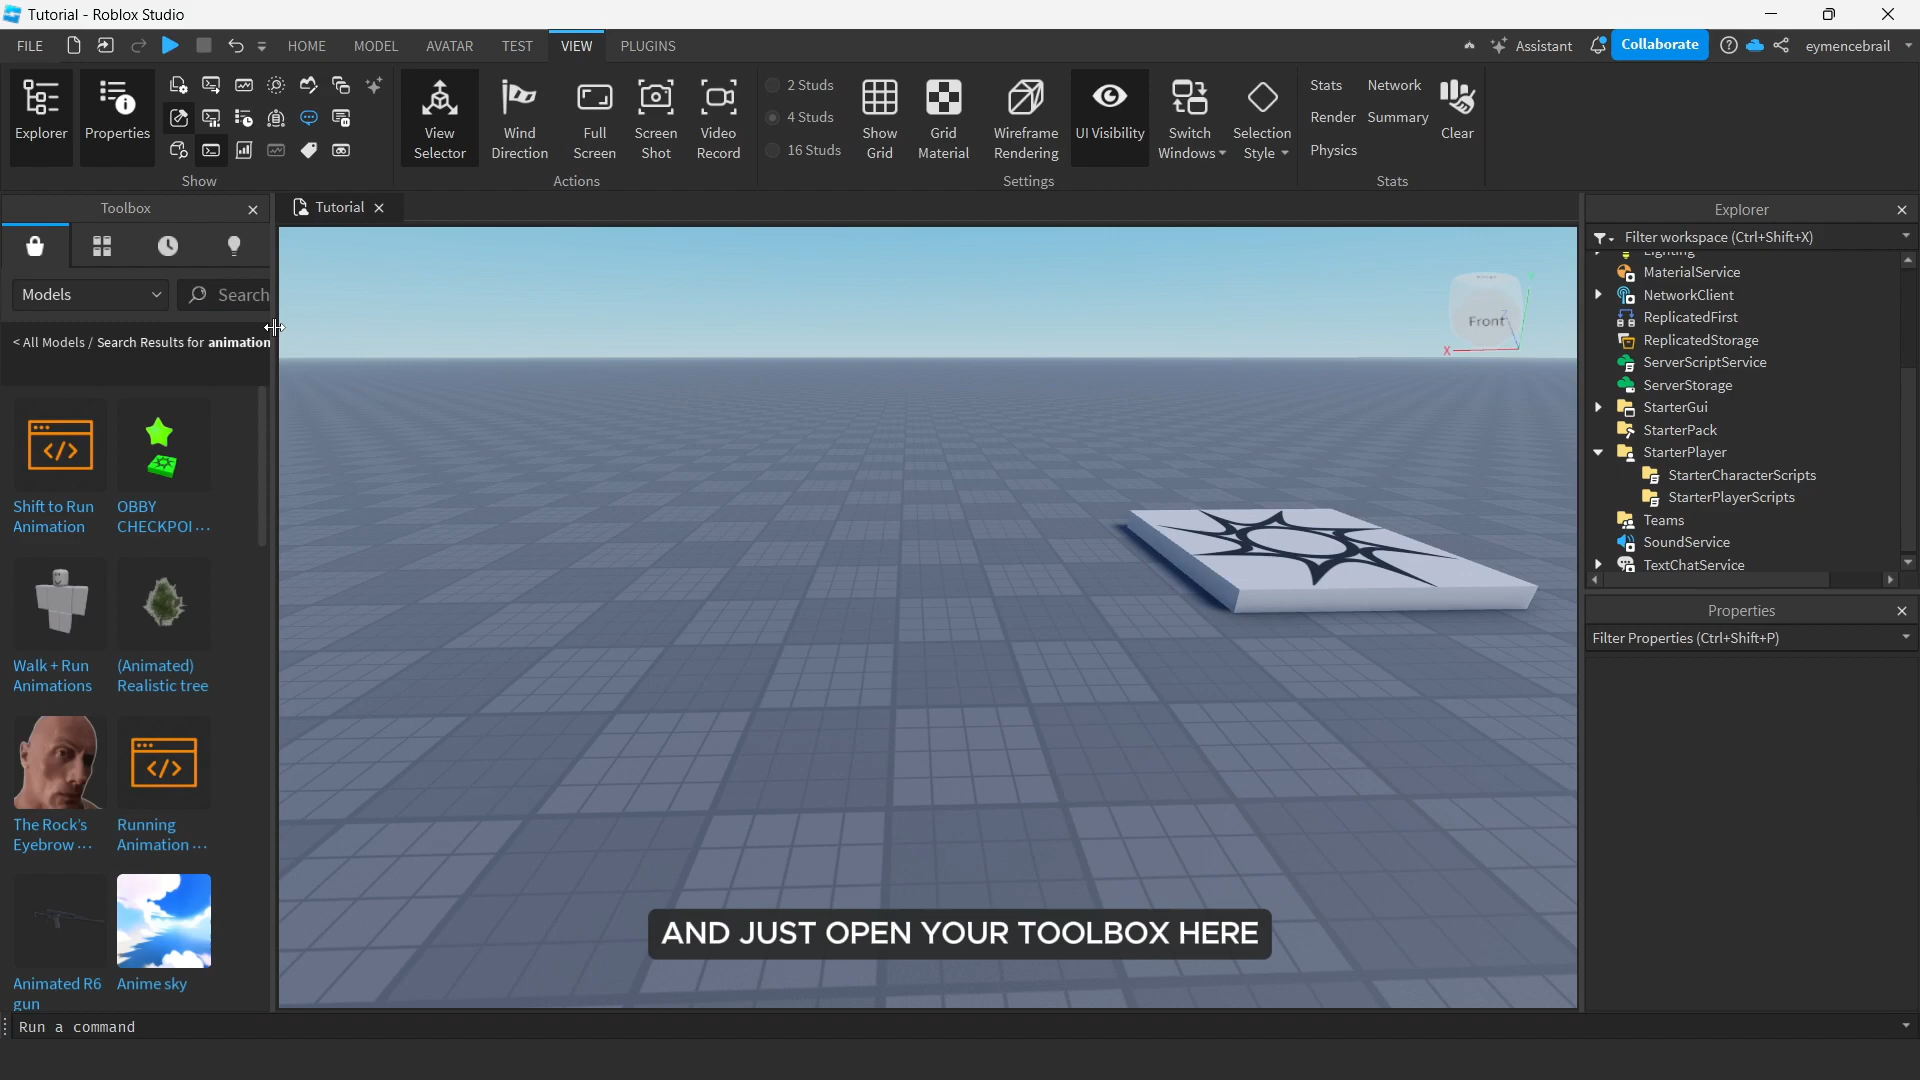 Tutorial - Roblox Studio
FILE
HOME
MODEL
AVATAR
TEST
VIEW
PLUGINS
Assistant
Collaborate
eymencebrail
Explorer
Properties
Show
View
Selector
Wind
Direction
Full
Screen
Screen
Shot
Video
Record
Actions
2 Studs
4 Studs
16 Studs
Show
Grid
Grid
Material
Wireframe
Rendering
UI Visibility
Switch
Windows
Selection
Style
Settings
Stats
Network
Render
Summary
Physics
Clear
Stats
Toolbox
Models
Search
< All Models / Search Results for animation
Shift to Run
Animation
OBBY
CHECKPOI...
Walk + Run
Animations
(Animated)
Realistic tree
The Rock's
Eyebrow ...
Running
Animation ...
Animated R6
gun
Anime sky
Tutorial
Front
X
Y
Z
AND JUST OPEN YOUR TOOLBOX HERE
Explorer
Filter workspace (Ctrl+Shift+X)
Lighting
MaterialService
NetworkClient
ReplicatedFirst
ReplicatedStorage
ServerScriptService
ServerStorage
StarterGui
StarterPack
StarterPlayer
StarterCharacterScripts
StarterPlayerScripts
Teams
SoundService
TextChatService
Properties
Filter Properties (Ctrl+Shift+P)
Run a command